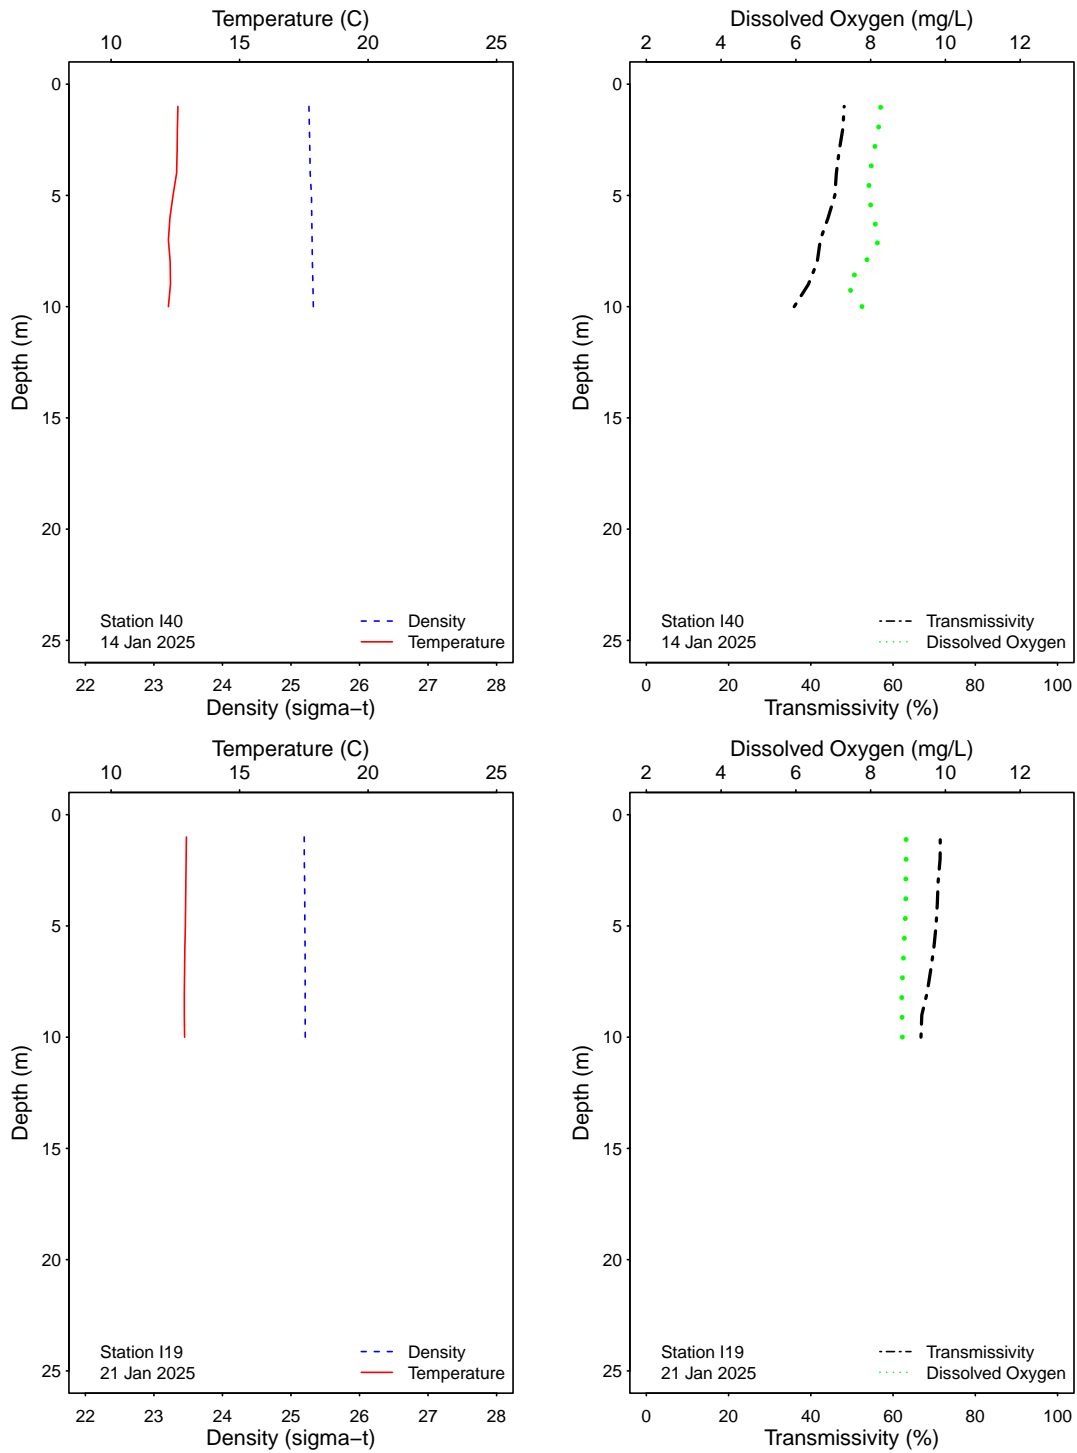 Temperature (C)
10 15 20 25
0
5
10
15
20
25
Depth (m)
Station I40
14 Jan 2025
Density
Temperature
22 23 24 25 26 27 28
Density (sigma−t)
Dissolved Oxygen (mg/L)
2 4 6 8 10 12
0
5
10
15
20
25
Depth (m)
Station I40
14 Jan 2025
Transmissivity
Dissolved Oxygen
0 20 40 60 80 100
Transmissivity (%)
Temperature (C)
10 15 20 25
0
5
10
15
20
25
Depth (m)
Station I19
21 Jan 2025
Density
Temperature
22 23 24 25 26 27 28
Density (sigma−t)
Dissolved Oxygen (mg/L)
2 4 6 8 10 12
0
5
10
15
20
25
Depth (m)
Station I19
21 Jan 2025
Transmissivity
Dissolved Oxygen
0 20 40 60 80 100
Transmissivity (%)